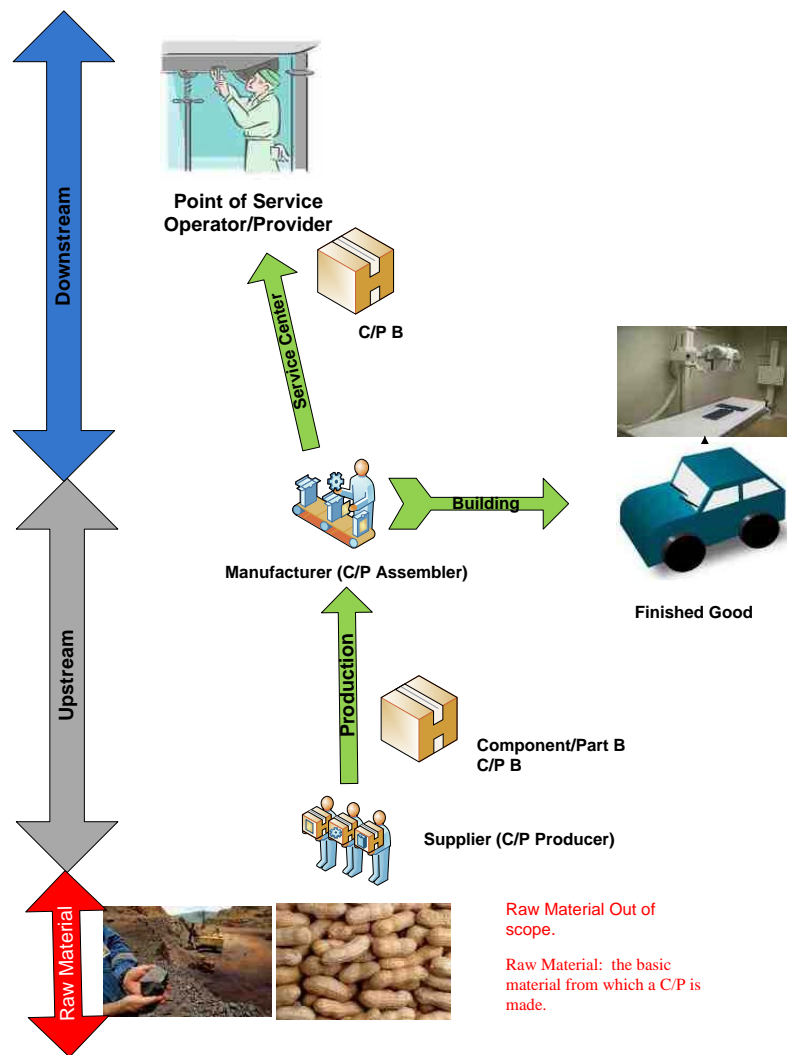 Downstream
Point of Service
Operator/Provider
Service Center
C/P B
Building
Manufacturer (C/P Assembler)
Finished Good
Upstream
Production
Component/Part B
C/P B
Supplier (C/P Producer)
Raw Material
Raw Material Out of
scope.
Raw Material:  the basic
material from which a C/P is
made.